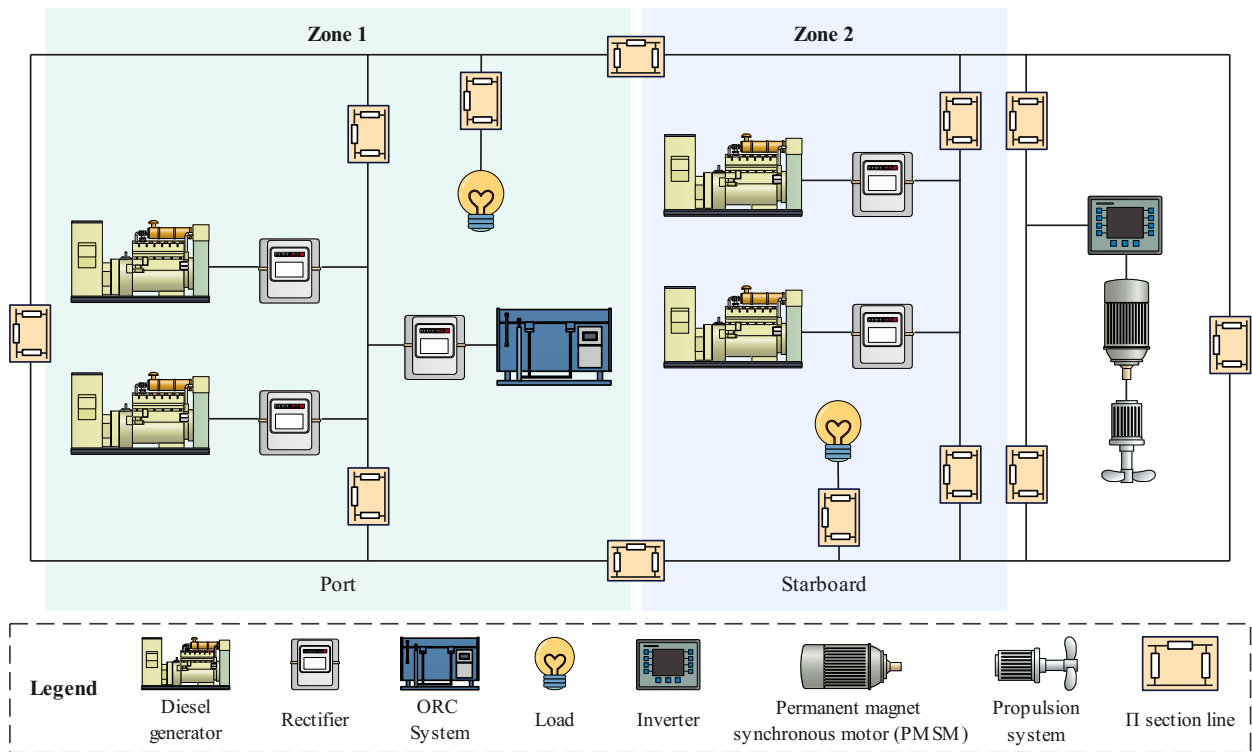 Zone 1
Zone 2
Port
Starboard
Legend
Diesel
generator
Rectifier
ORC
System
Load
Inverter
Permanent magnet
synchronous motor (PMSM)
Propulsion
system
Π section line